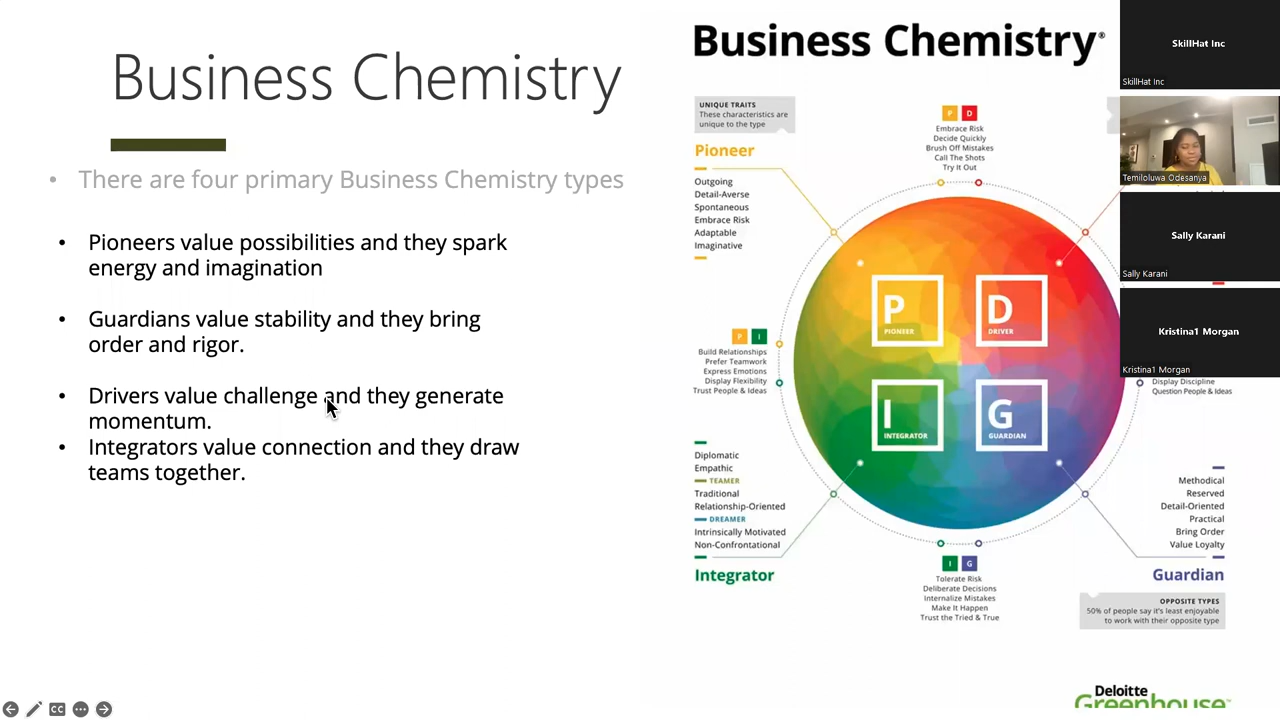 Business Chemistry
• There are four primary Business Chemistry types
• Pioneers value possibilities and they spark
energy and imagination
• Guardians value stability and they bring
order and rigor.
• Drivers value challenge and they generate
momentum.
• Integrators value connection and they draw
teams together.
Business Chemistry®
UNIQUE TRAITS
These characteristics are
unique to the type
Pioneer
Outgoing
Detail-Averse
Spontaneous
Embrace Risk
Adaptable
Imaginative
P D
Embrace Risk
Decide Quickly
Brush Off Mistakes
Call The Shots
Try It Out
P
PIONEER
D
DRIVER
I
INTEGRATOR
G
GUARDIAN
P I
Build Relationships
Prefer Teamwork
Express Emotions
Display Flexibility
Trust People & Ideas
Display Discipline
Question People & Ideas
Diplomatic
Empathic
TEAMER
Traditional
Relationship-Oriented
DREAMER
Intrinsically Motivated
Non-Confrontational
Integrator
I G
Tolerate Risk
Deliberate Decisions
Internalize Mistakes
Make It Happen
Trust the Tried & True
Methodical
Reserved
Detail-Oriented
Practical
Bring Order
Value Loyalty
Guardian
OPPOSITE TYPES
50% of people say it's least enjoyable
to work with their opposite type
Deloitte
Greenhouse™
SkillHat Inc
SkillHat Inc
Temiloluwa Odesanya
Sally Karani
Sally Karani
Kristina1 Morgan
Kristina1 Morgan
CC